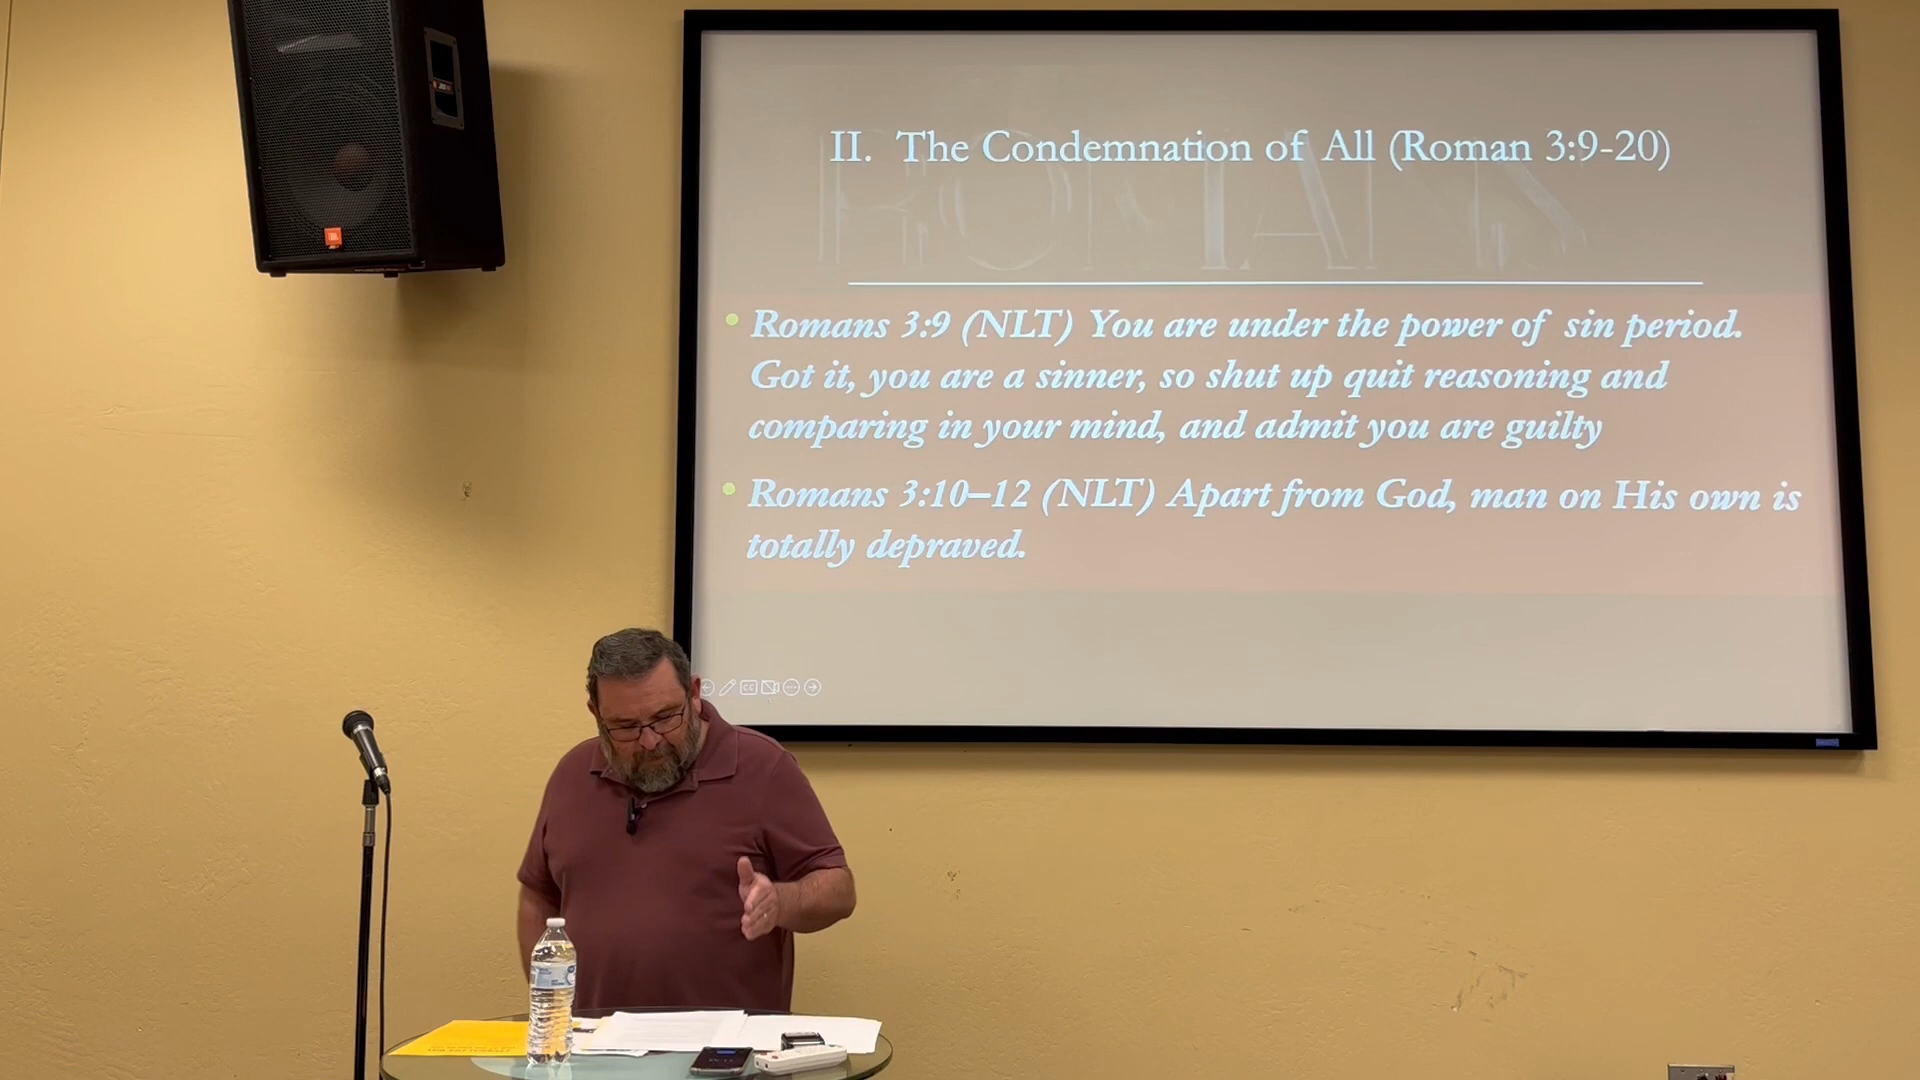 II. The Condemnation of All (Roman 3:9-20)
ROMANS
• Romans 3:9 (NLT) You are under the power of sin period.
Got it, you are a sinner, so shut up quit reasoning and
comparing in your mind, and admit you are guilty
• Romans 3:10–12 (NLT) Apart from God, man on His own is
totally depraved.
JBL